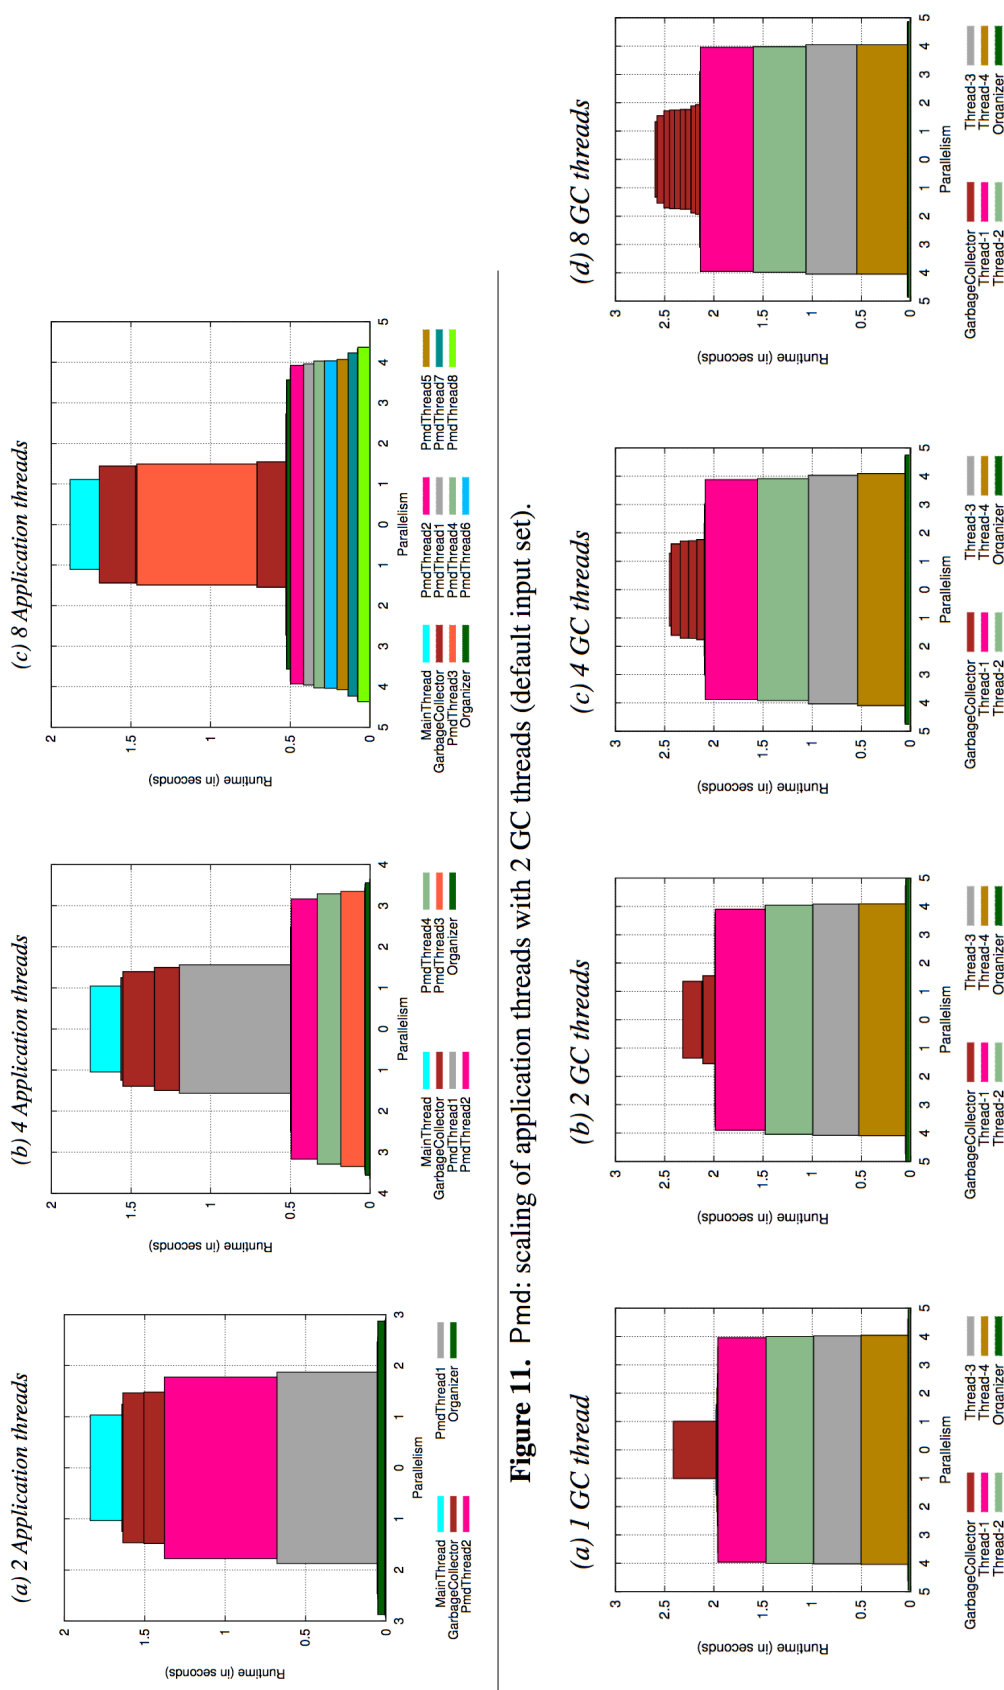 (a) 2 Application threads
Runtime (in seconds)
2
1.5
1
0.5
0
3 2 1 0 1 2 3
Parallelism
MainThread PmdThread1
GarbageCollector Organizer
PmdThread2
(b) 4 Application threads
Runtime (in seconds)
2
1.5
1
0.5
0
4 3 2 1 0 1 2 3 4
Parallelism
MainThread PmdThread4
GarbageCollector PmdThread3
PmdThread1 Organizer
PmdThread2
(c) 8 Application threads
Runtime (in seconds)
2
1.5
1
0.5
0
5 4 3 2 1 0 1 2 3 4 5
Parallelism
MainThread PmdThread2 PmdThread5
GarbageCollector PmdThread1 PmdThread7
PmdThread3 PmdThread4 PmdThread8
Organizer PmdThread6
Figure 11. Pmd: scaling of application threads with 2 GC threads (default input set).
(a) 1 GC thread
Runtime (in seconds)
3
2.5
2
1.5
1
0.5
0
5 4 3 2 1 0 1 2 3 4 5
Parallelism
GarbageCollector Thread-3
Thread-1 Thread-4
Thread-2 Organizer
(b) 2 GC threads
Runtime (in seconds)
3
2.5
2
1.5
1
0.5
0
5 4 3 2 1 0 1 2 3 4 5
Parallelism
GarbageCollector Thread-3
Thread-1 Thread-4
Thread-2 Organizer
(c) 4 GC threads
Runtime (in seconds)
3
2.5
2
1.5
1
0.5
0
5 4 3 2 1 0 1 2 3 4 5
Parallelism
GarbageCollector Thread-3
Thread-1 Thread-4
Thread-2 Organizer
(d) 8 GC threads
Runtime (in seconds)
3
2.5
2
1.5
1
0.5
0
5 4 3 2 1 0 1 2 3 4 5
Parallelism
GarbageCollector Thread-3
Thread-1 Thread-4
Thread-2 Organizer